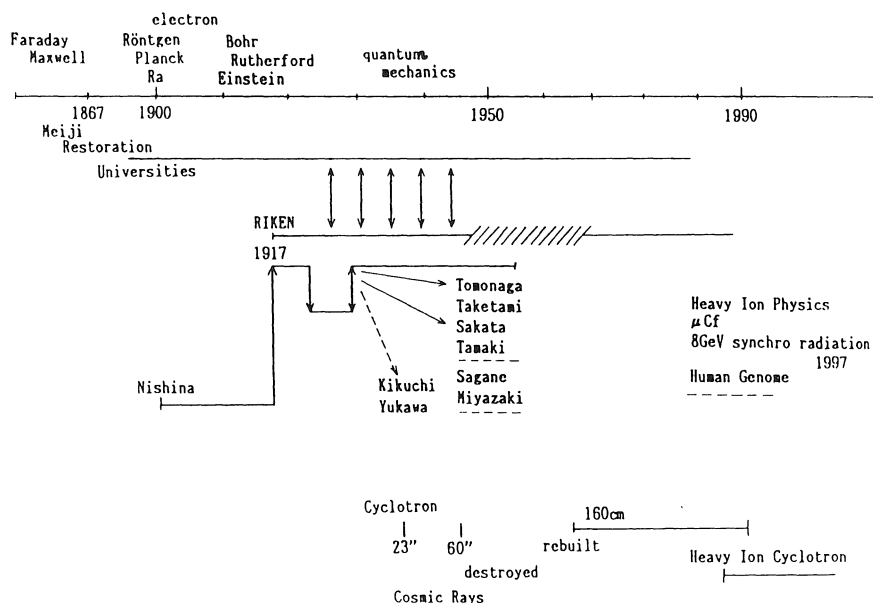 electron
Faraday
Maxwell
Röntgen
Planck
Ra
Bohr
Rutherford
Einstein
quantum
mechanics
1867
1900
1950
1990
Meiji
Restoration
Universities
RIKEN
1917
Tomonaga
Taketami
Sakata
Tamaki
Sagane
Miyazaki
Kikuchi
Yukawa
Nishina
Heavy Ion Physics
μCf
8GeV synchro radiation
1997
Human Genome
Cyclotron
23"
60"
destroyed
rebuilt
160cm
Heavy Ion Cyclotron
Cosmic Rays